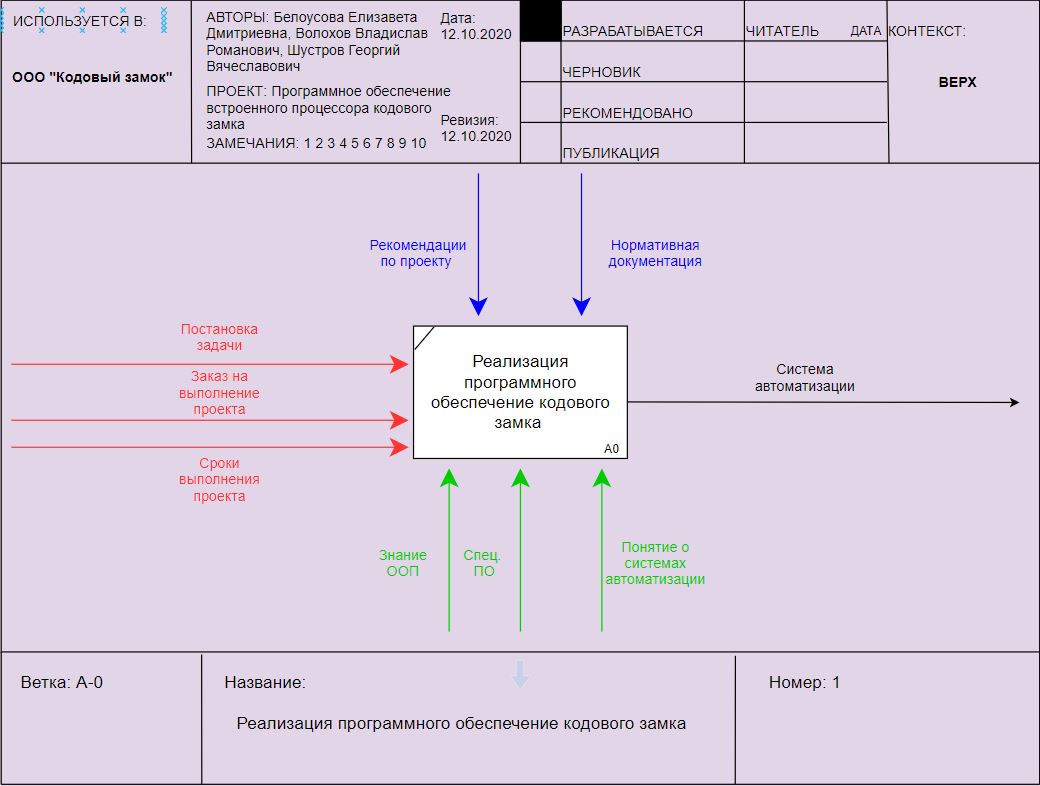 ИСПОЛЬЗУЕТСЯ В:
ООО "Кодовый замок"
АВТОРЫ: Белоусова Елизавета
Дмитриевна, Волохов Владислав
Романович, Шустров Георгий
Вячеславович
ПРОЕКТ: Программное обеспечение
встроенного процессора кодового
замка
ЗАМЕЧАНИЯ: 1 2 3 4 5 6 7 8 9 10
Дата:
12.10.2020
Ревизия:
12.10.2020
РАЗРАБАТЫВАЕТСЯ
ЧЕРНОВИК
РЕКОМЕНДОВАНО
ПУБЛИКАЦИЯ
ЧИТАТЕЛЬ
ДАТА
КОНТЕКСТ:
ВЕРХ
Рекомендации
по проекту
Нормативная
документация
Постановка
задачи
Заказ на
выполнение
проекта
Сроки
выполнения
проекта
Реализация
программного
обеспечение кодового
замка
А0
Система
автоматизации
Знание
ООП
Спец.
ПО
Понятие о
системах
автоматизации
Ветка: А-0
Название:
Реализация программного обеспечение кодового замка
Номер: 1